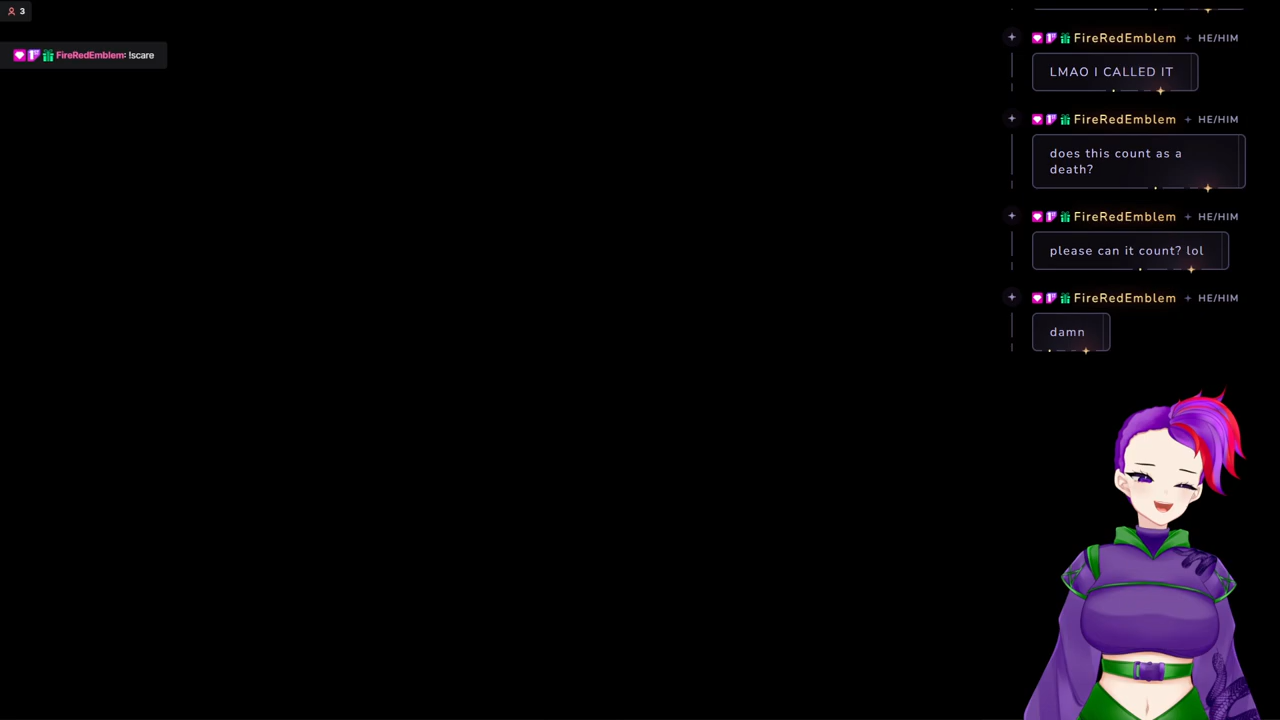 3
FireRedEmblem: !scare
FireRedEmblem HE/HIM
LMAO I CALLED IT
FireRedEmblem HE/HIM
does this count as a
death?
FireRedEmblem HE/HIM
please can it count? lol
FireRedEmblem HE/HIM
damn